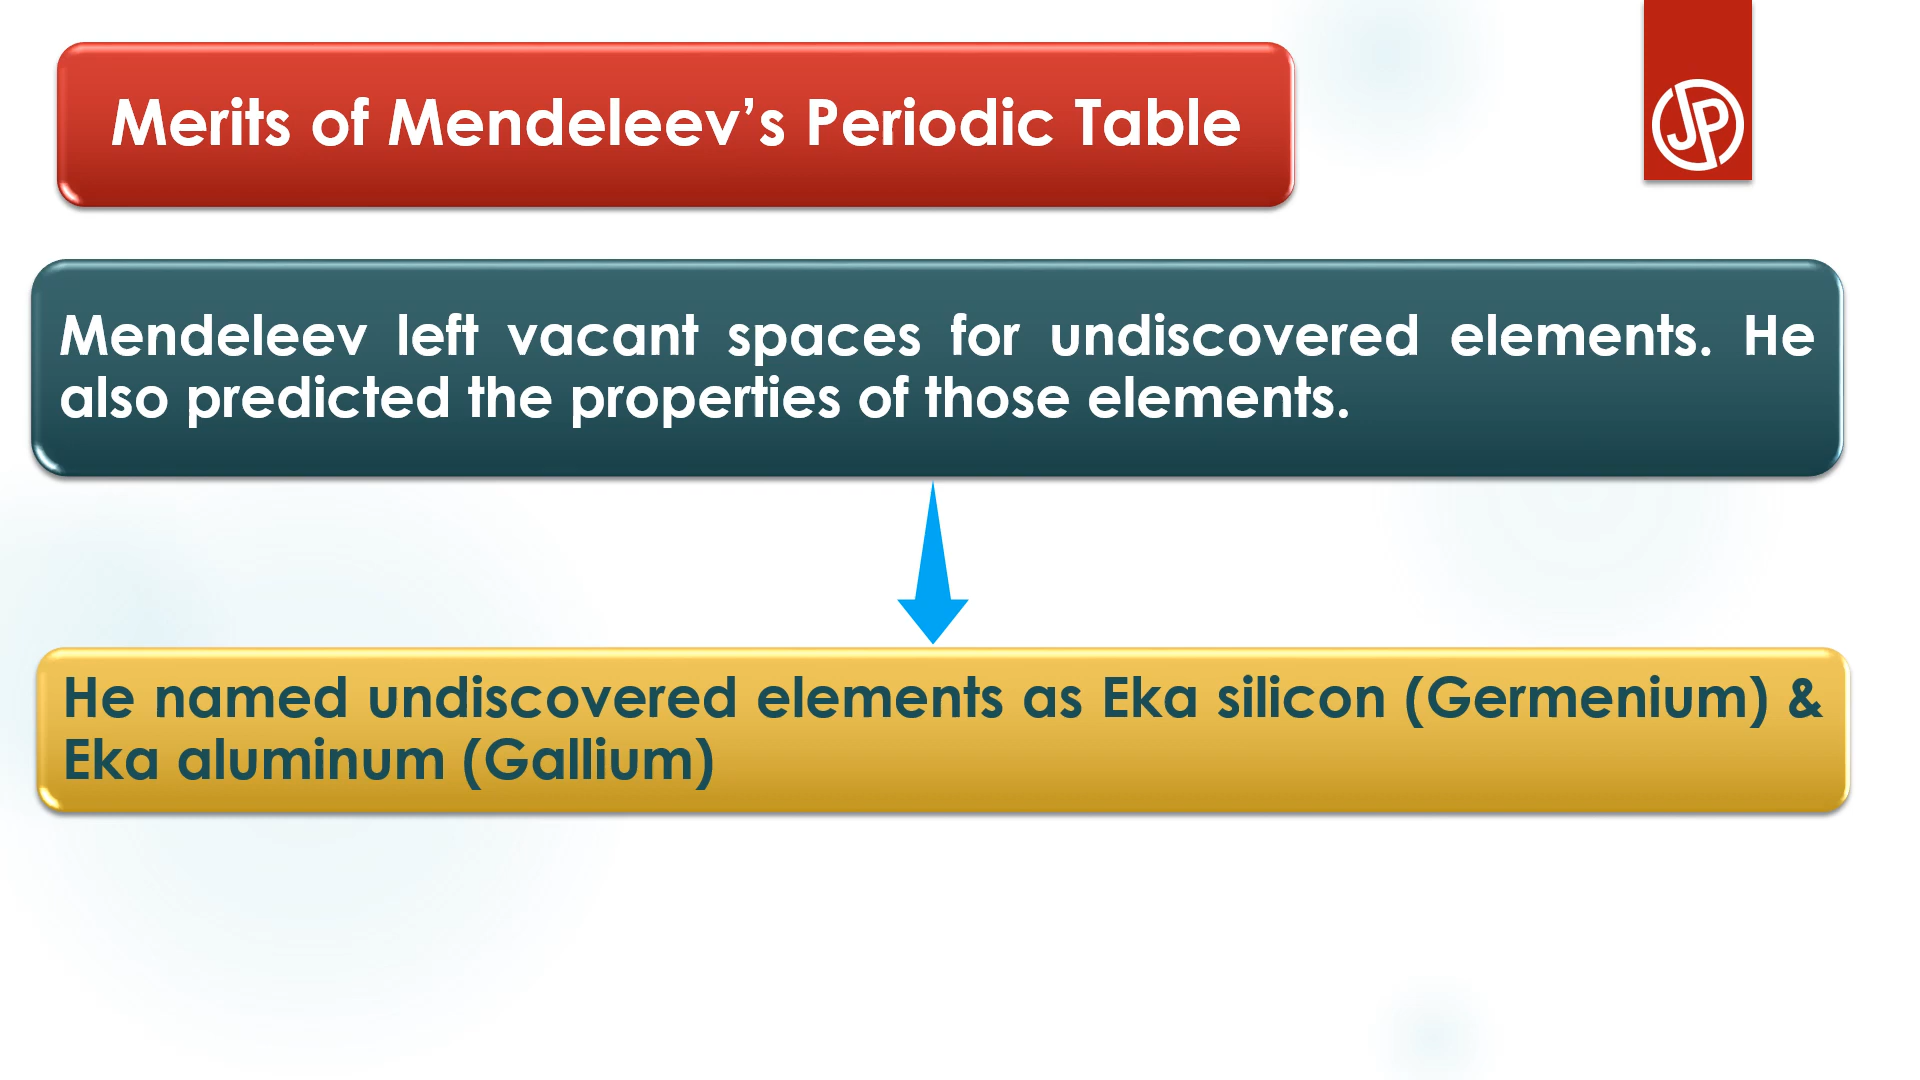 Merits of Mendeleev’s Periodic Table
JP
Mendeleev left vacant spaces for undiscovered elements. He
also predicted the properties of those elements.
He named undiscovered elements as Eka silicon (Germenium) &
Eka aluminum (Gallium)